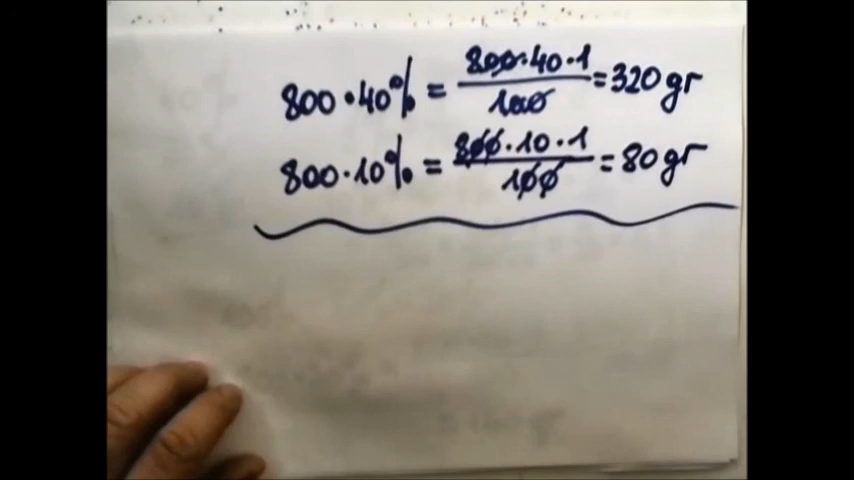 800·40% = 800·40·1/100 = 320 gr
800·10% = 800·10·1/100 = 80 gr